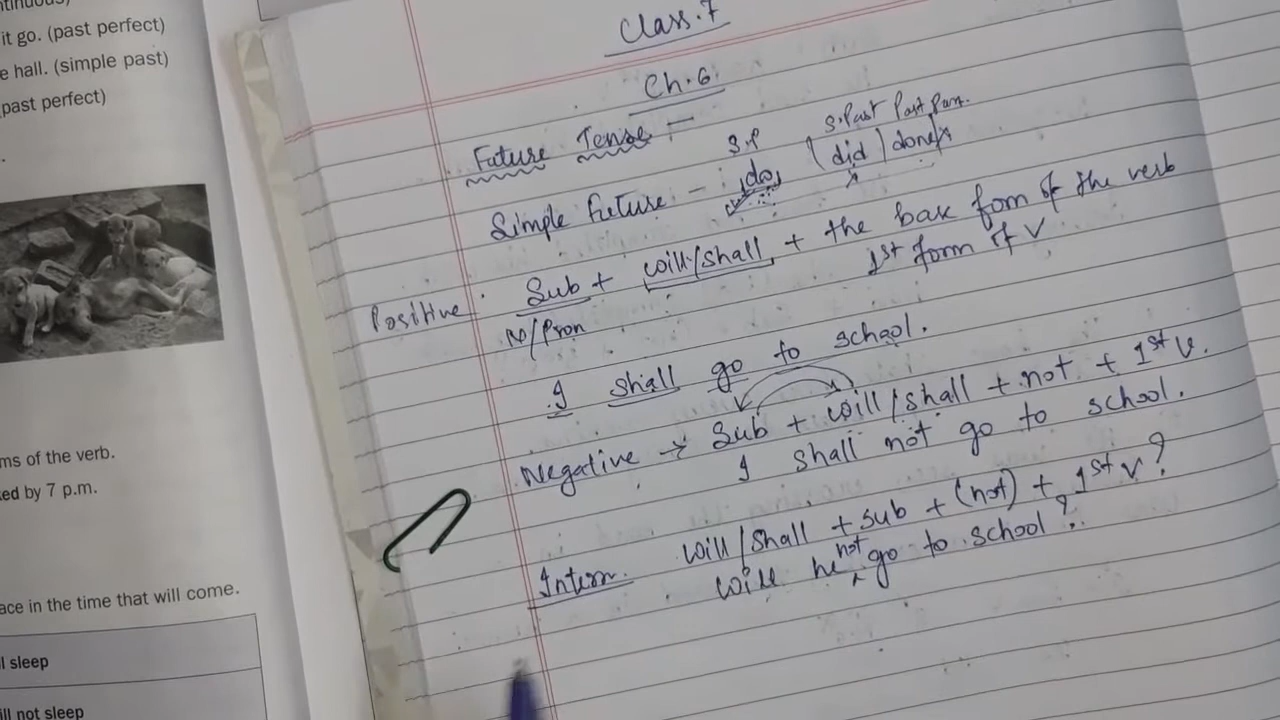 it go. (past perfect)
e hall. (simple past)
past perfect)
ms of the verb.
ed by 7 p.m.
ace in the time that will come.
l sleep
ill not sleep
Class.7
Ch.6
Future Tense –
S.P
S.Past Past Part.
Simple Future - do (did) done x
Positive. Sub + will/shall + the base form of the verb
N/Pron
1st form of V
I shall go to school.
Negative → Sub + will/shall + not + 1st v.
I shall not go to school.
Interr. will/shall + sub + (not) + 1st v?
not
will he ^ go to school?